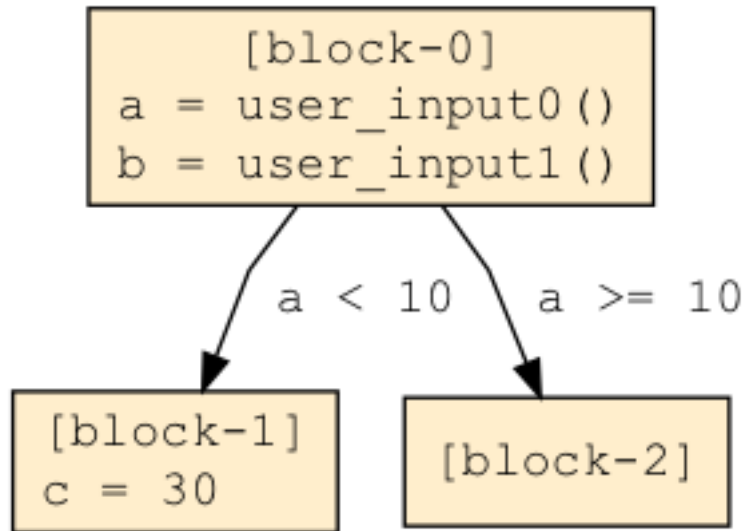 [block-0]
a = user_input0()
b = user_input1()
a < 10
a >= 10
[block-1]
c = 30
[block-2]